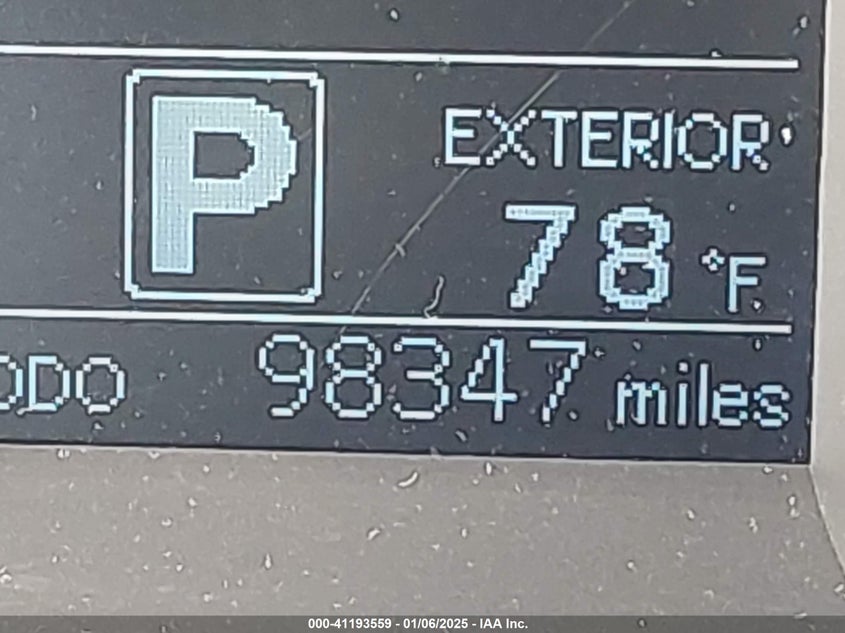 P
EXTERIOR
78 °F
ODO 98347 miles
000-41193559 - 01/06/2025 - IAA Inc.